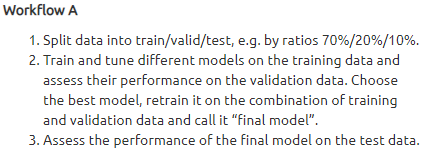 Workflow A
1. Split data into train/valid/test, e.g. by ratios 70%/20%/10%.
2. Train and tune different models on the training data and
assess their performance on the validation data. Choose
the best model, retrain it on the combination of training
and validation data and call it “final model”.
3. Assess the performance of the final model on the test data.